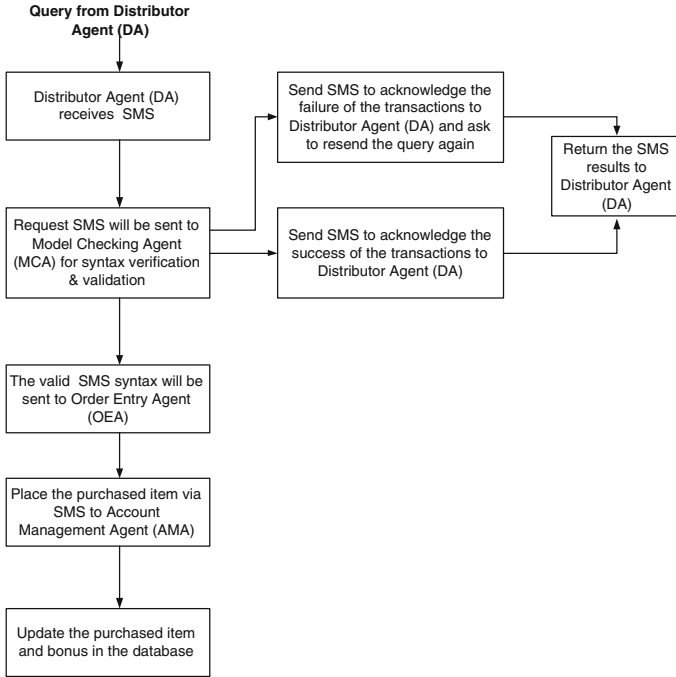 Query from Distributor
Agent (DA)
Distributor Agent (DA)
receives SMS
Request SMS will be sent to
Model Checking Agent
(MCA) for syntax verification
& validation
The valid SMS syntax will be
sent to Order Entry Agent
(OEA)
Place the purchased item via
SMS to Account
Management Agent (AMA)
Update the purchased item
and bonus in the database
Send SMS to acknowledge the
failure of the transactions to
Distributor Agent (DA) and ask
to resend the query again
Send SMS to acknowledge the
success of the transactions to
Distributor Agent (DA)
Return the SMS
results to
Distributor Agent
(DA)